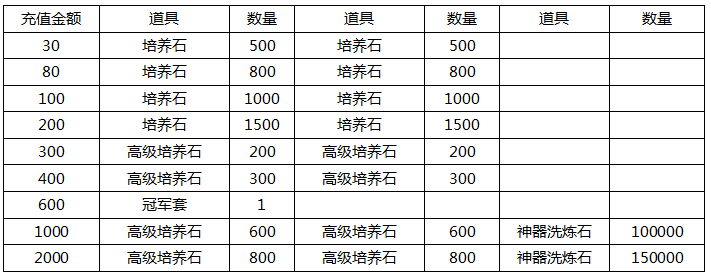 充值金额 道具 数量 道具 数量 道具 数量
30 培养石 500 培养石 500
80 培养石 800 培养石 800
100 培养石 1000 培养石 1000
200 培养石 1500 培养石 1500
300 高级培养石 200 高级培养石 200
400 高级培养石 300 高级培养石 300
600 冠军套 1
1000 高级培养石 600 高级培养石 600 神器洗炼石 100000
2000 高级培养石 800 高级培养石 800 神器洗炼石 150000